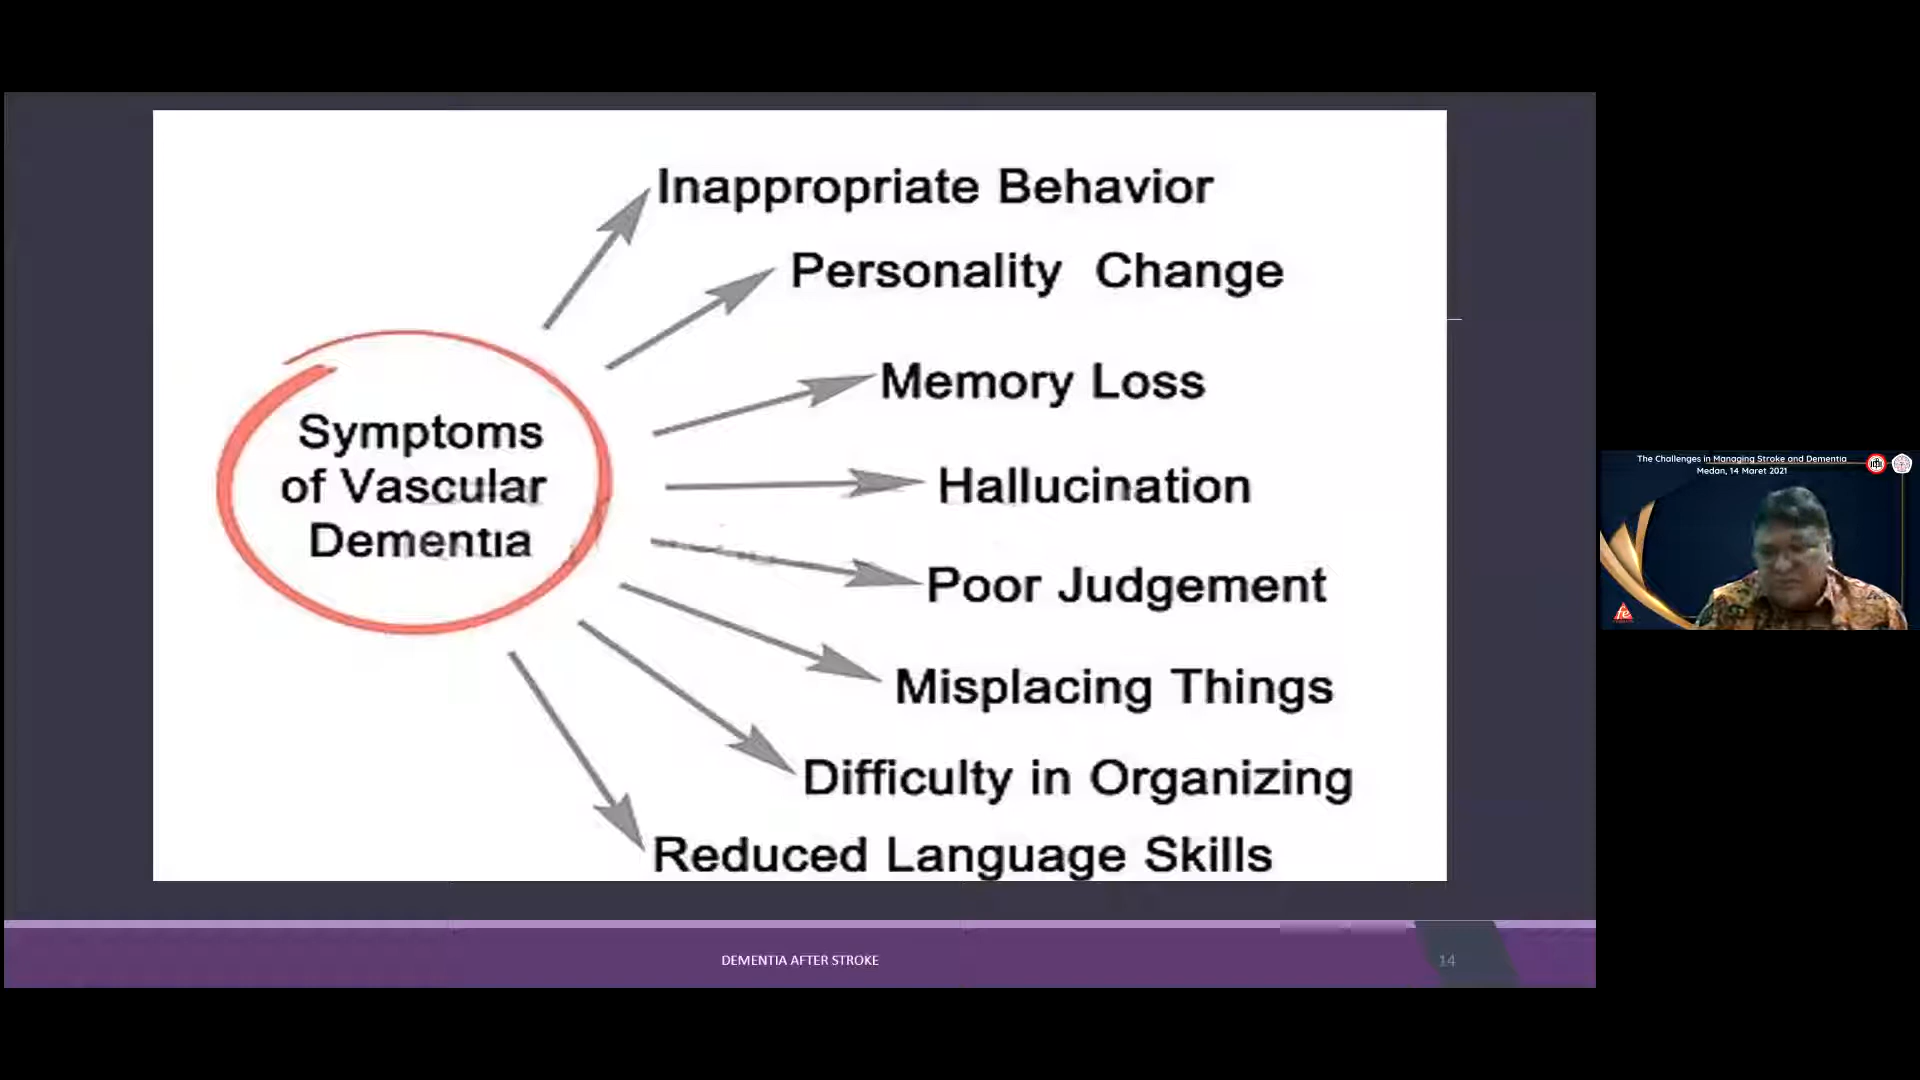 Inappropriate Behavior
Personality Change
Memory Loss
Symptoms
of Vascular
Dementia
Hallucination
Poor Judgement
Misplacing Things
Difficulty in Organizing
Reduced Language Skills
DEMENTIA AFTER STROKE
14
The Challenges in Managing Stroke and Dementia
Medan, 14 Maret 2021